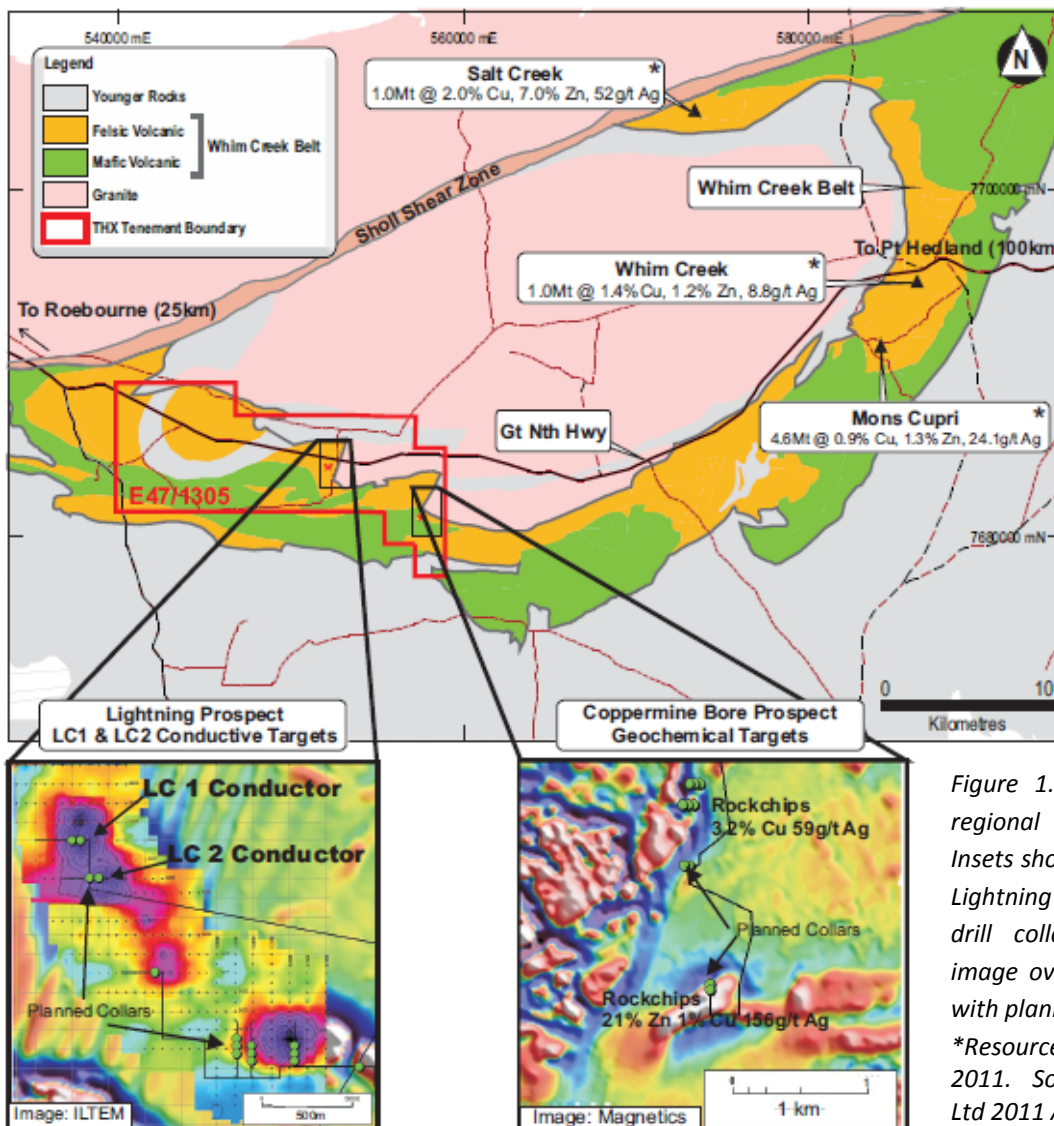 540000 mE
560000 mE
580000 mE
N
Legend
Younger Rocks
Felsic Volcanic
Mafic Volcanic
Whim Creek Belt
Granite
THX Tenement Boundary
Salt Creek *
1.0Mt @ 2.0% Cu, 7.0% Zn, 52g/t Ag
Sholl Shear Zone
Whim Creek Belt
7700000 mN
To Pt Hedland (100km
Whim Creek *
1.0Mt @ 1.4% Cu, 1.2% Zn, 8.8g/t Ag
To Roebourne (25km)
Gt Nth Hwy
Mons Cupri *
4.6Mt @ 0.9% Cu, 1.3% Zn, 24.1g/t Ag
E47/1305
7680000 mN
0
10
Kilometres
Lightning Prospect
LC1 & LC2 Conductive Targets
Coppermine Bore Prospect
Geochemical Targets
LC 1 Conductor
LC 2 Conductor
Planned Collars
500m
Image: ILTEM
Rockchips
3.2% Cu 59g/t Ag
Planned Collars
Rockchips
21% Zn 1% Cu 156g/t Ag
0
1
1 km
Image: Magnetics
Figure 1.
regional
Insets sho
Lightning
drill colla
image ov
with plan
*Resource
2011. So
Ltd 2011 A